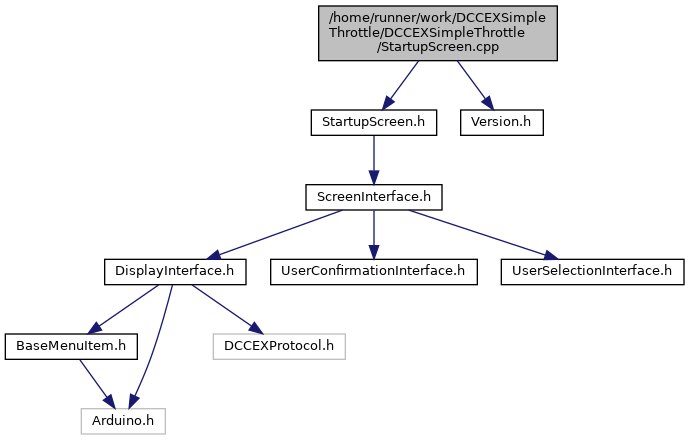 /home/runner/work/DCCEXSimple
Throttle/DCCEXSimpleThrottle
/StartupScreen.cpp
StartupScreen.h
Version.h
ScreenInterface.h
DisplayInterface.h
UserConfirmationInterface.h
UserSelectionInterface.h
BaseMenuItem.h
DCCEXProtocol.h
Arduino.h